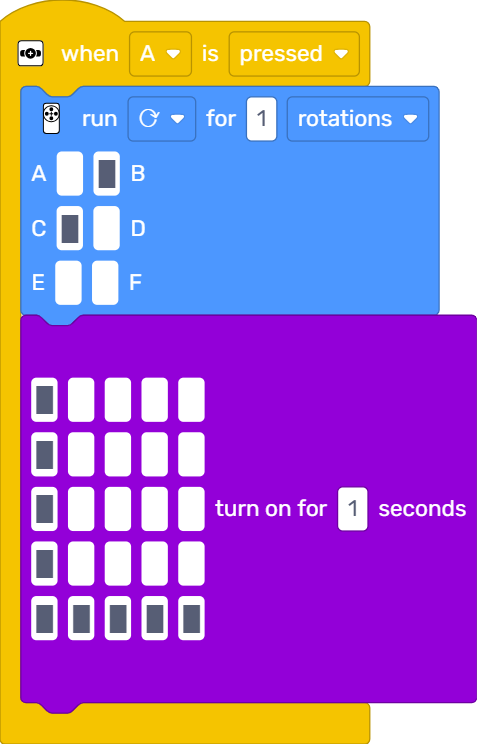 when A is pressed
run for 1 rotations
A B
C D
E F
turn on for 1 seconds